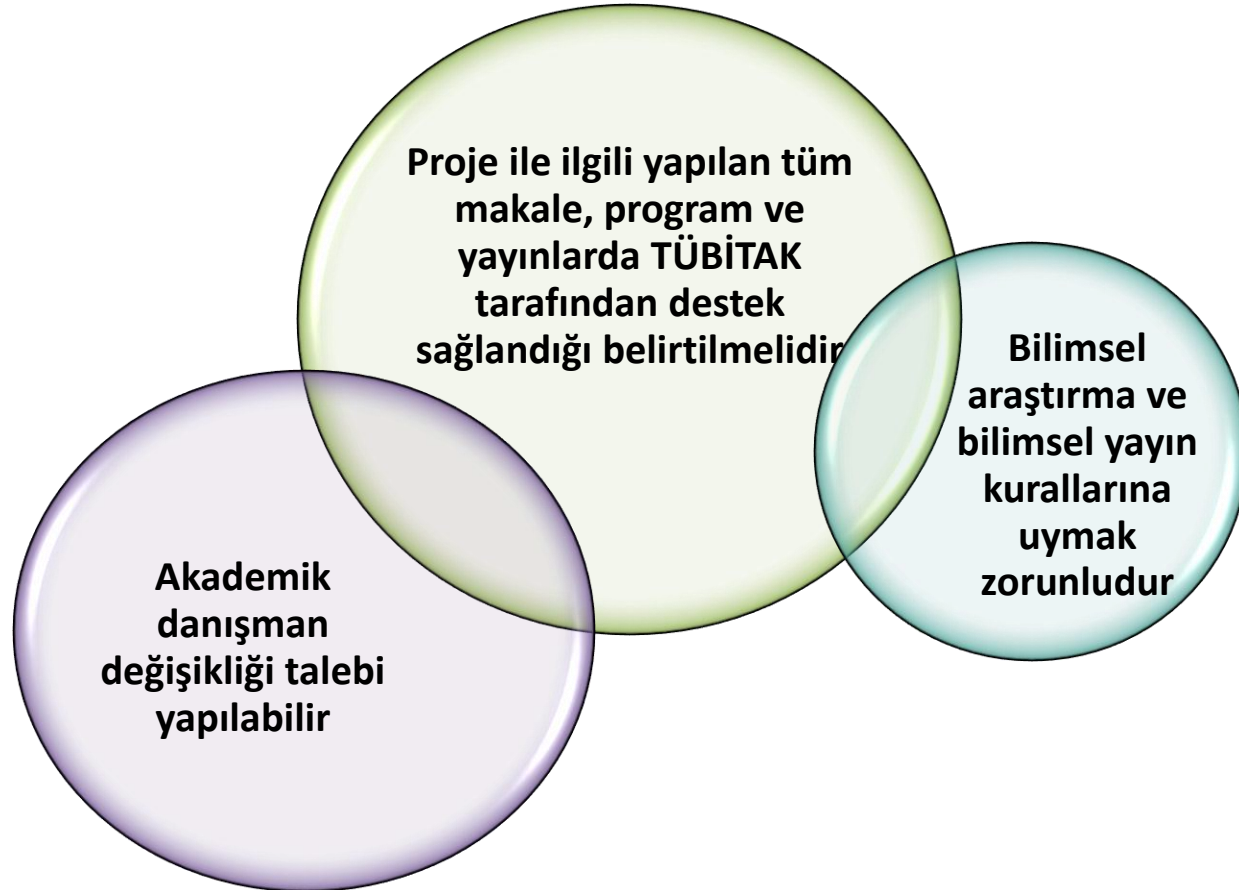 Proje ile ilgili yapılan tüm
makale, program ve
yayınlarda TÜBİTAK
tarafından destek
sağlandığı belirtilmelidir
Bilimsel
araştırma ve
bilimsel yayın
kurallarına
uymak
zorunludur
Akademik
danışman
değişikliği talebi
yapılabilir